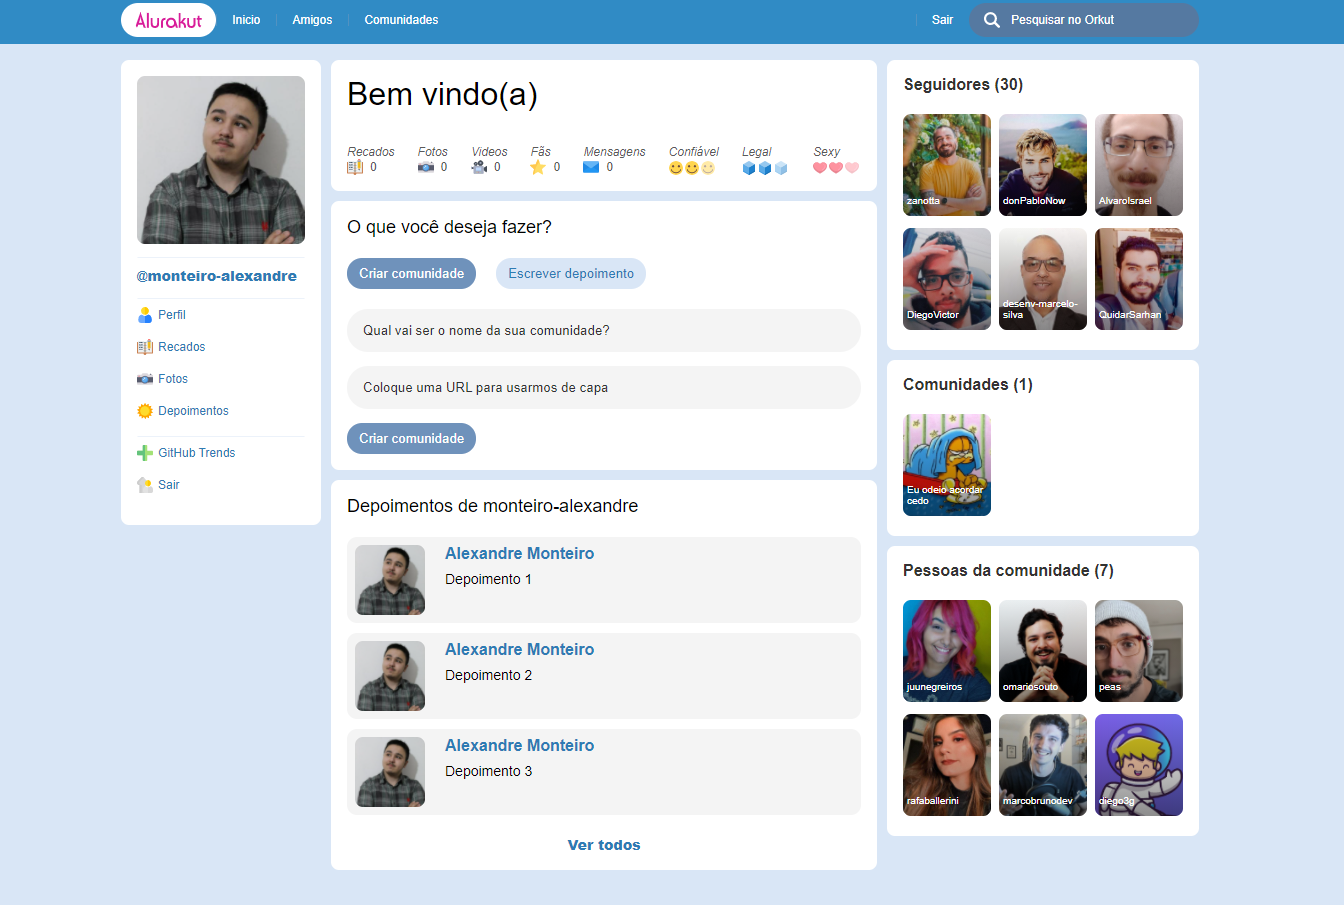 Alurakut
Inicio
Amigos
Comunidades
Sair
Pesquisar no Orkut
@monteiro-alexandre
Perfil
Recados
Fotos
Depoimentos
GitHub Trends
Sair
Bem vindo(a)
Recados Fotos Videos Fãs Mensagens Confiável Legal Sexy
0 0 0 0 0
O que você deseja fazer?
Criar comunidade
Escrever depoimento
Qual vai ser o nome da sua comunidade?
Coloque uma URL para usarmos de capa
Criar comunidade
Depoimentos de monteiro-alexandre
Alexandre Monteiro
Depoimento 1
Alexandre Monteiro
Depoimento 2
Alexandre Monteiro
Depoimento 3
Ver todos
Seguidores (30)
zanotta
donPabloNow
AlvaroIsrael
DiegoVictor
desenv-marcelo-
silva
QuidarSarhan
Comunidades (1)
Eu odeio acordar
cedo
Pessoas da comunidade (7)
juunegreiros
omariosouto
peas
rafaballerini
marcobrunodev
diego3g